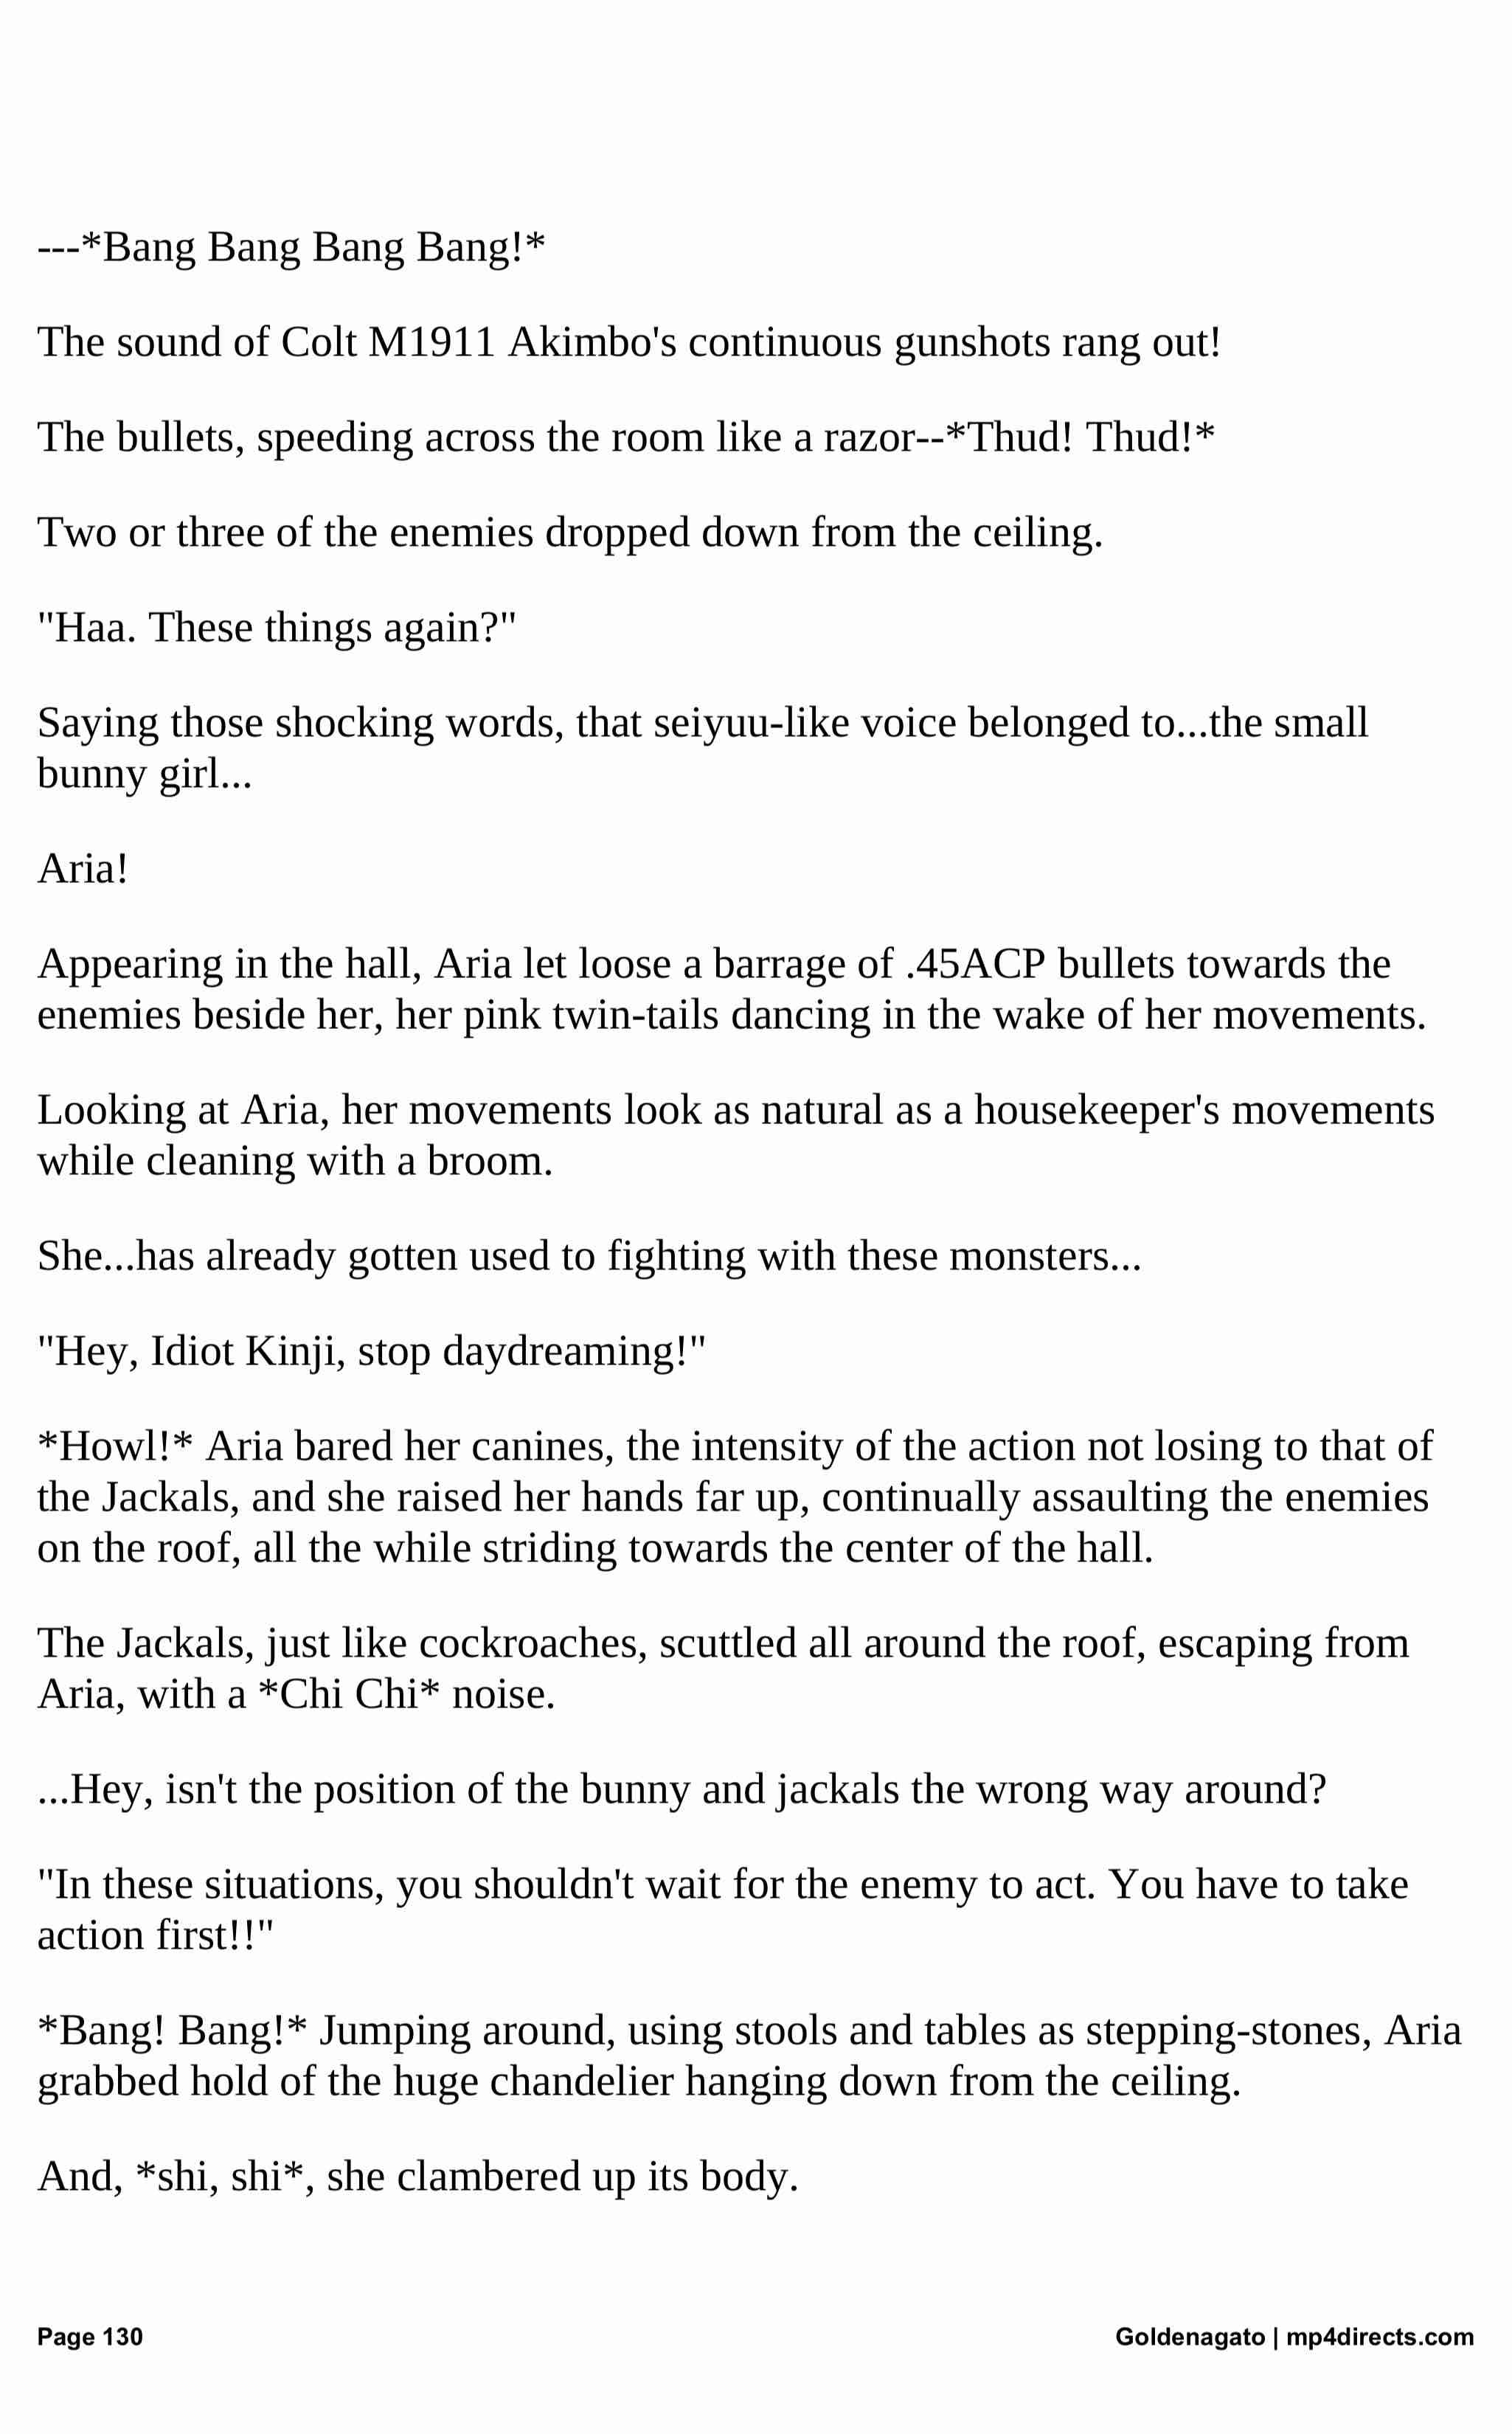 ---*Bang Bang Bang Bang!*
The sound of Colt M1911 Akimbo's continuous gunshots rang out!
The bullets, speeding across the room like a razor--*Thud! Thud!*
Two or three of the enemies dropped down from the ceiling.
"Haa. These things again?"
Saying those shocking words, that seiyuu-like voice belonged to...the small
bunny girl...
Aria!
Appearing in the hall, Aria let loose a barrage of .45ACP bullets towards the
enemies beside her, her pink twin-tails dancing in the wake of her movements.
Looking at Aria, her movements look as natural as a housekeeper's movements
while cleaning with a broom.
She...has already gotten used to fighting with these monsters...
"Hey, Idiot Kinji, stop daydreaming!"
*Howl!* Aria bared her canines, the intensity of the action not losing to that of
the Jackals, and she raised her hands far up, continually assaulting the enemies
on the roof, all the while striding towards the center of the hall.
The Jackals, just like cockroaches, scuttled all around the roof, escaping from
Aria, with a *Chi Chi* noise.
...Hey, isn't the position of the bunny and jackals the wrong way around?
"In these situations, you shouldn't wait for the enemy to act. You have to take
action first!!"
*Bang! Bang!* Jumping around, using stools and tables as stepping-stones, Aria
grabbed hold of the huge chandelier hanging down from the ceiling.
And, *shi, shi*, she clambered up its body.
Page 130
Goldenagato | mp4directs.com